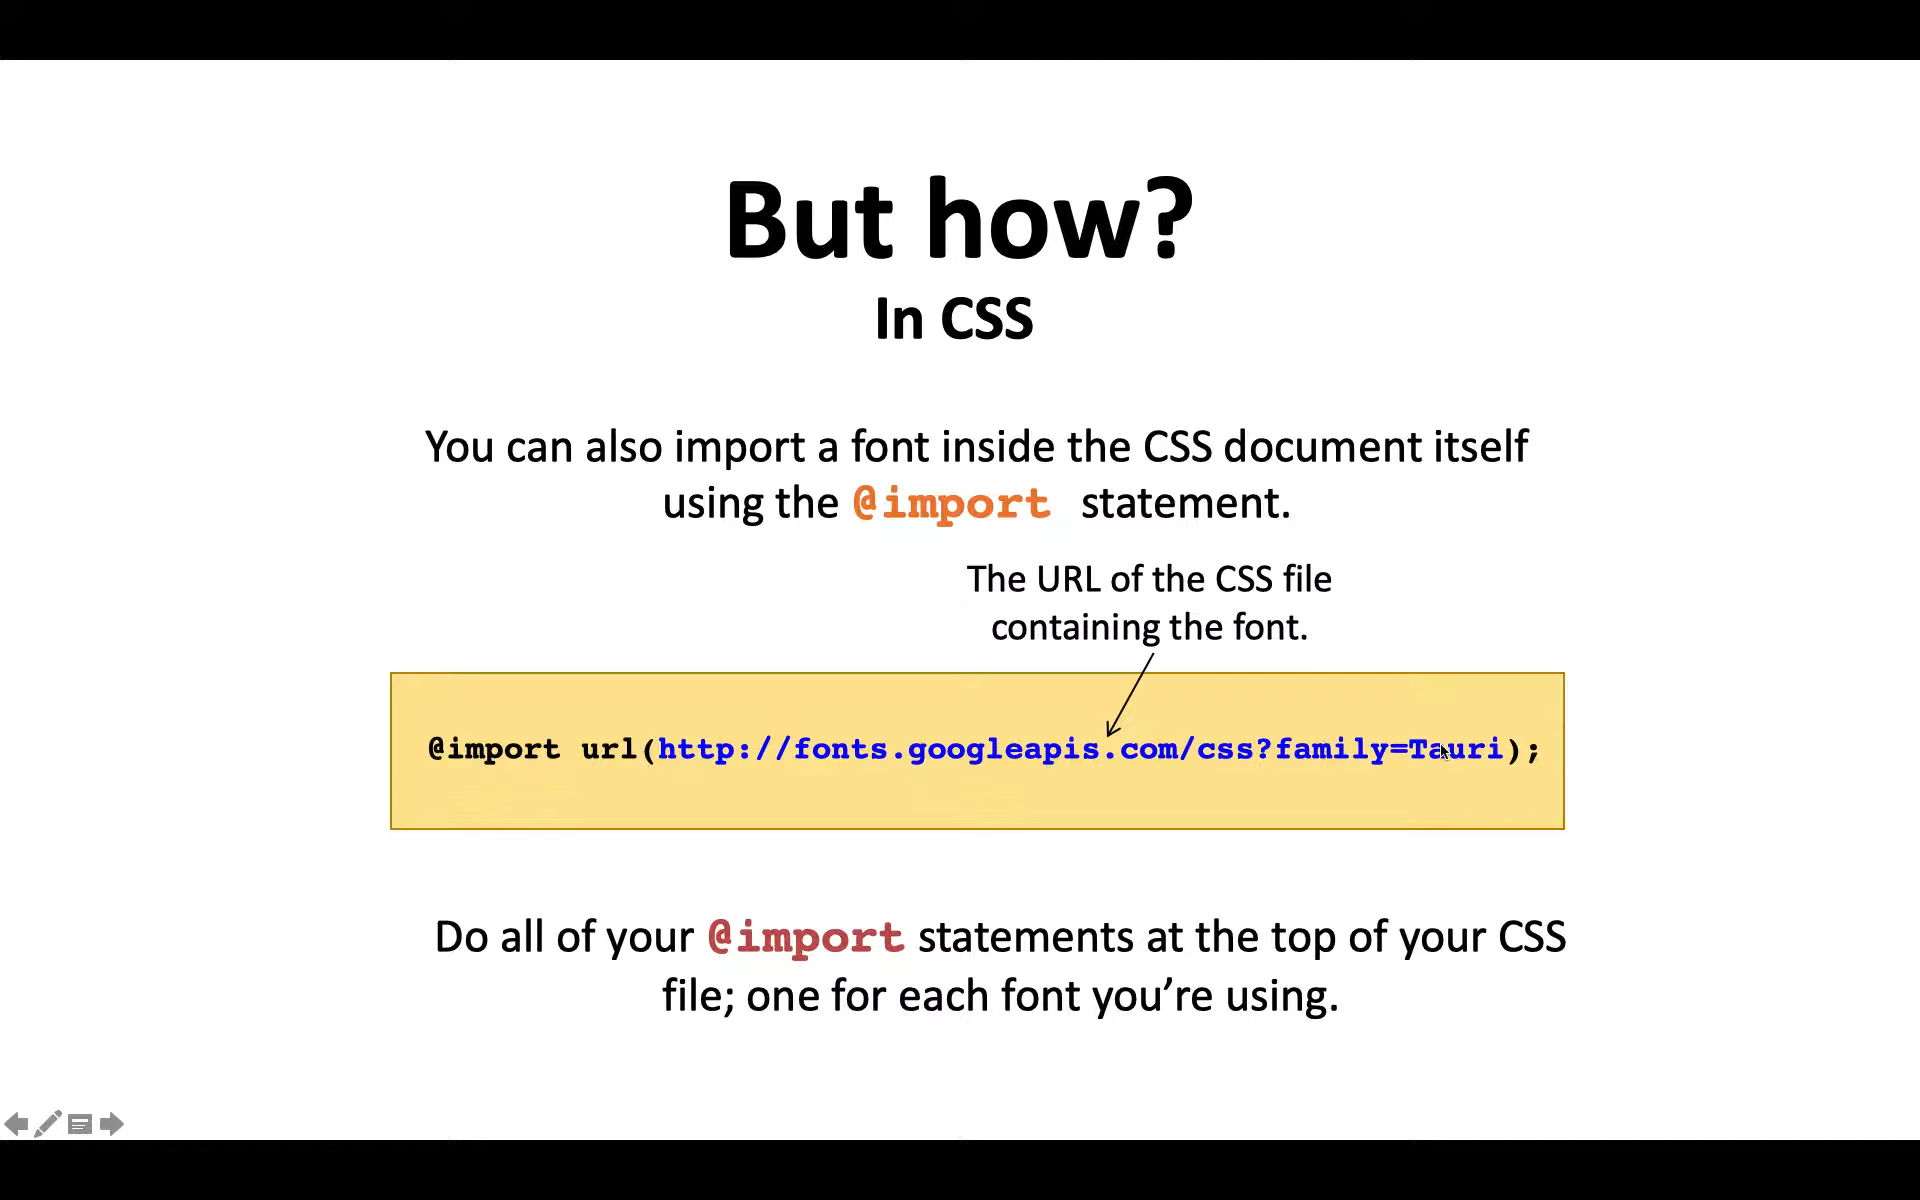 But how?
In CSS
You can also import a font inside the CSS document itself
using the @import statement.
The URL of the CSS file
containing the font.
@import url(http://fonts.googleapis.com/css?family=Tauri);
Do all of your @import statements at the top of your CSS
file; one for each font you’re using.